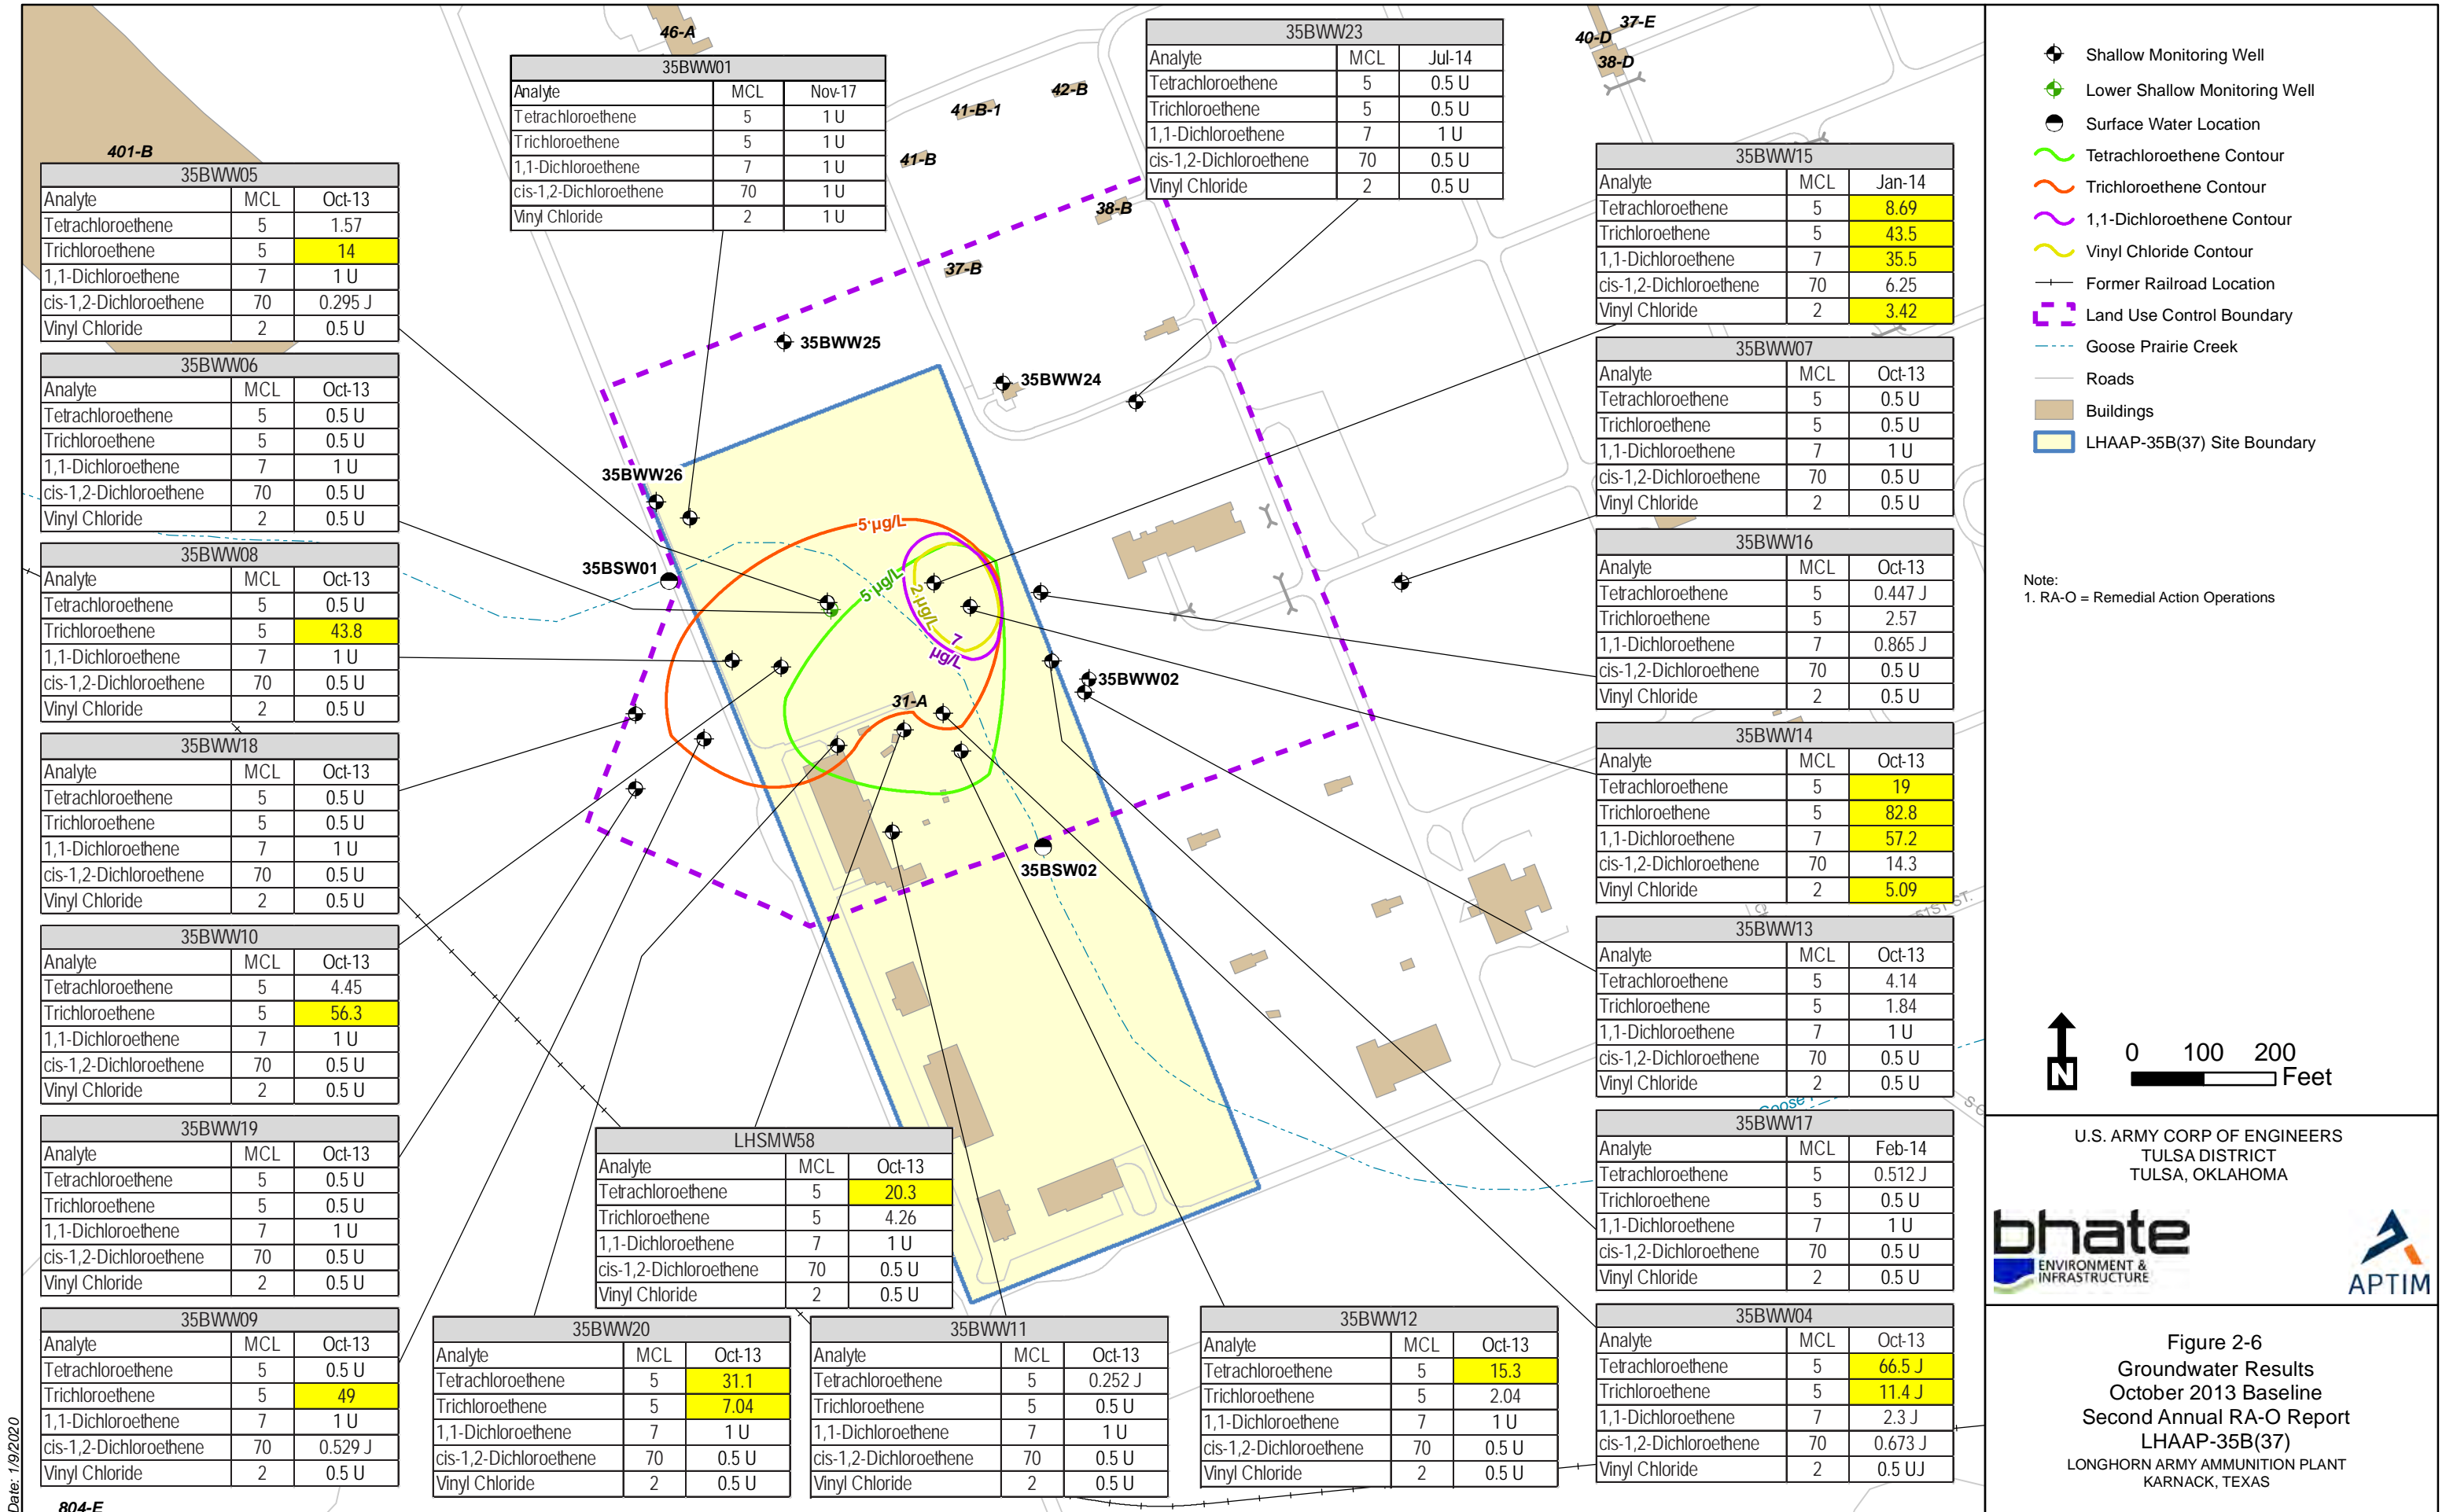 46-A
401-B
41-B-1
42-B
41-B
38-B
37-B
37-E
40-D
38-D
35BWW01
Analyte MCL Nov-17
Tetrachloroethene 5 1 U
Trichloroethene 5 1 U
1,1-Dichloroethene 7 1 U
cis-1,2-Dichloroethene 70 1 U
Vinyl Chloride 2 1 U
35BWW23
Analyte MCL Jul-14
Tetrachloroethene 5 0.5 U
Trichloroethene 5 0.5 U
1,1-Dichloroethene 7 1 U
cis-1,2-Dichloroethene 70 0.5 U
Vinyl Chloride 2 0.5 U
35BWW05
Analyte MCL Oct-13
Tetrachloroethene 5 1.57
Trichloroethene 5 14
1,1-Dichloroethene 7 1 U
cis-1,2-Dichloroethene 70 0.295 J
Vinyl Chloride 2 0.5 U
35BWW06
Analyte MCL Oct-13
Tetrachloroethene 5 0.5 U
Trichloroethene 5 0.5 U
1,1-Dichloroethene 7 1 U
cis-1,2-Dichloroethene 70 0.5 U
Vinyl Chloride 2 0.5 U
35BWW08
Analyte MCL Oct-13
Tetrachloroethene 5 0.5 U
Trichloroethene 5 43.8
1,1-Dichloroethene 7 1 U
cis-1,2-Dichloroethene 70 0.5 U
Vinyl Chloride 2 0.5 U
35BWW18
Analyte MCL Oct-13
Tetrachloroethene 5 0.5 U
Trichloroethene 5 0.5 U
1,1-Dichloroethene 7 1 U
cis-1,2-Dichloroethene 70 0.5 U
Vinyl Chloride 2 0.5 U
35BWW10
Analyte MCL Oct-13
Tetrachloroethene 5 4.45
Trichloroethene 5 56.3
1,1-Dichloroethene 7 1 U
cis-1,2-Dichloroethene 70 0.5 U
Vinyl Chloride 2 0.5 U
35BWW19
Analyte MCL Oct-13
Tetrachloroethene 5 0.5 U
Trichloroethene 5 0.5 U
1,1-Dichloroethene 7 1 U
cis-1,2-Dichloroethene 70 0.5 U
Vinyl Chloride 2 0.5 U
35BWW09
Analyte MCL Oct-13
Tetrachloroethene 5 0.5 U
Trichloroethene 5 49
1,1-Dichloroethene 7 1 U
cis-1,2-Dichloroethene 70 0.529 J
Vinyl Chloride 2 0.5 U
804-E
Date: 1/9/2020
35BWW25
35BWW24
35BWW26
35BSW01
35BWW02
35BSW02
31-A
5 µg/L
5 µg/L
2 µg/L
7
µg/L
LHSMW58
Analyte MCL Oct-13
Tetrachloroethene 5 20.3
Trichloroethene 5 4.26
1,1-Dichloroethene 7 1 U
cis-1,2-Dichloroethene 70 0.5 U
Vinyl Chloride 2 0.5 U
35BWW20
Analyte MCL Oct-13
Tetrachloroethene 5 31.1
Trichloroethene 5 7.04
1,1-Dichloroethene 7 1 U
cis-1,2-Dichloroethene 70 0.5 U
Vinyl Chloride 2 0.5 U
35BWW11
Analyte MCL Oct-13
Tetrachloroethene 5 0.252 J
Trichloroethene 5 0.5 U
1,1-Dichloroethene 7 1 U
cis-1,2-Dichloroethene 70 0.5 U
Vinyl Chloride 2 0.5 U
35BWW12
Analyte MCL Oct-13
Tetrachloroethene 5 15.3
Trichloroethene 5 2.04
1,1-Dichloroethene 7 1 U
cis-1,2-Dichloroethene 70 0.5 U
Vinyl Chloride 2 0.5 U
35BWW15
Analyte MCL Jan-14
Tetrachloroethene 5 8.69
Trichloroethene 5 43.5
1,1-Dichloroethene 7 35.5
cis-1,2-Dichloroethene 70 6.25
Vinyl Chloride 2 3.42
35BWW07
Analyte MCL Oct-13
Tetrachloroethene 5 0.5 U
Trichloroethene 5 0.5 U
1,1-Dichloroethene 7 1 U
cis-1,2-Dichloroethene 70 0.5 U
Vinyl Chloride 2 0.5 U
35BWW16
Analyte MCL Oct-13
Tetrachloroethene 5 0.447 J
Trichloroethene 5 2.57
1,1-Dichloroethene 7 0.865 J
cis-1,2-Dichloroethene 70 0.5 U
Vinyl Chloride 2 0.5 U
35BWW14
Analyte MCL Oct-13
Tetrachloroethene 5 19
Trichloroethene 5 82.8
1,1-Dichloroethene 7 57.2
cis-1,2-Dichloroethene 70 14.3
Vinyl Chloride 2 5.09
51ST ST.
35BWW13
Analyte MCL Oct-13
Tetrachloroethene 5 4.14
Trichloroethene 5 1.84
1,1-Dichloroethene 7 1 U
cis-1,2-Dichloroethene 70 0.5 U
Vinyl Chloride 2 0.5 U
Goose
35BWW17
Analyte MCL Feb-14
Tetrachloroethene 5 0.512 J
Trichloroethene 5 0.5 U
1,1-Dichloroethene 7 1 U
cis-1,2-Dichloroethene 70 0.5 U
Vinyl Chloride 2 0.5 U
35BWW04
Analyte MCL Oct-13
Tetrachloroethene 5 66.5 J
Trichloroethene 5 11.4 J
1,1-Dichloroethene 7 2.3 J
cis-1,2-Dichloroethene 70 0.673 J
Vinyl Chloride 2 0.5 UJ
Shallow Monitoring Well
Lower Shallow Monitoring Well
Surface Water Location
Tetrachloroethene Contour
Trichloroethene Contour
1,1-Dichloroethene Contour
Vinyl Chloride Contour
Former Railroad Location
Land Use Control Boundary
Goose Prairie Creek
Roads
Buildings
LHAAP-35B(37) Site Boundary
Note:
1. RA-O = Remedial Action Operations
N
0 100 200
Feet
U.S. ARMY CORP OF ENGINEERS
TULSA DISTRICT
TULSA, OKLAHOMA
bhate
ENVIRONMENT &
INFRASTRUCTURE
APTIM
Figure 2-6
Groundwater Results
October 2013 Baseline
Second Annual RA-O Report
LHAAP-35B(37)
LONGHORN ARMY AMMUNITION PLANT
KARNACK, TEXAS